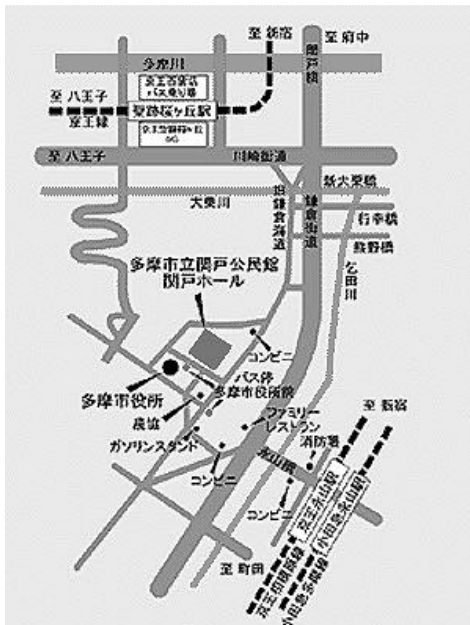 至 新宿
至 府中
多摩川
関戸橋
京王百貨店
バス乗り場
至 八王子
聖跡桜ヶ丘駅
京王線
至 八王子
川崎街道
新大栗橋
大栗川
旧鎌倉街道
鎌倉街道
行幸橋
熊野橋
乞田川
多摩市立関戸公民館
関戸ホール
コンビニ
バス停
多摩市役所前
多摩市役所
農協
ファミリー
レストラン
至 新宿
ガソリンスタンド
消防署
永山橋
コンビニ
コンビニ
京王永山駅
小田急永山駅
至 町田
京王相模原線
小田急多摩線